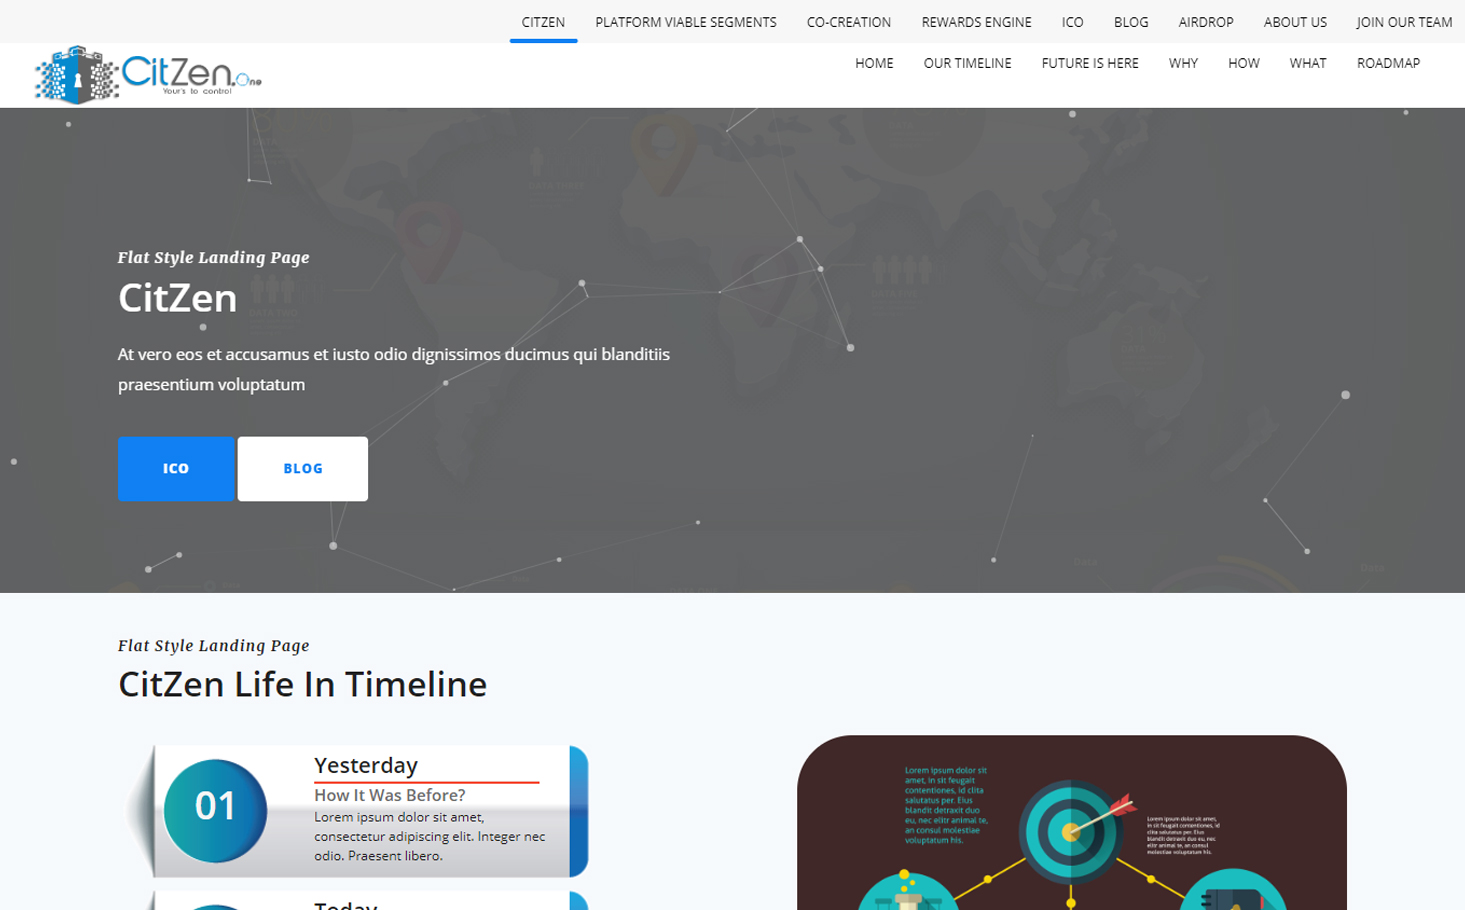 CITZEN PLATFORM VIABLE SEGMENTS CO-CREATION REWARDS ENGINE ICO BLOG AIRDROP ABOUT US JOIN OUR TEAM
CitZen.One
Your's to control
HOME OUR TIMELINE FUTURE IS HERE WHY HOW WHAT ROADMAP
Flat Style Landing Page
CitZen
At vero eos et accusamus et iusto odio dignissimos ducimus qui blanditiis
praesentium voluptatum
ICO BLOG
Flat Style Landing Page
CitZen Life In Timeline
01
Yesterday
How It Was Before?
Lorem ipsum dolor sit amet,
consectetur adipiscing elit. Integer nec
odio. Praesent libero.
Today
Lorem ipsum dolor sit
amet, in sit feugait
contentiones, id clita
salutatus per. Eius
blandit detraxit duo
eu, nec elitr animal te,
an consul molestiae
voluptatum his.
Lorem ipsum dolor sit amet,
in sit feugait contentiones, id
clita salutatus per. Eius
blandit detraxit duo eu, nec
elitr animal te, an consul
molestiae voluptatum his.